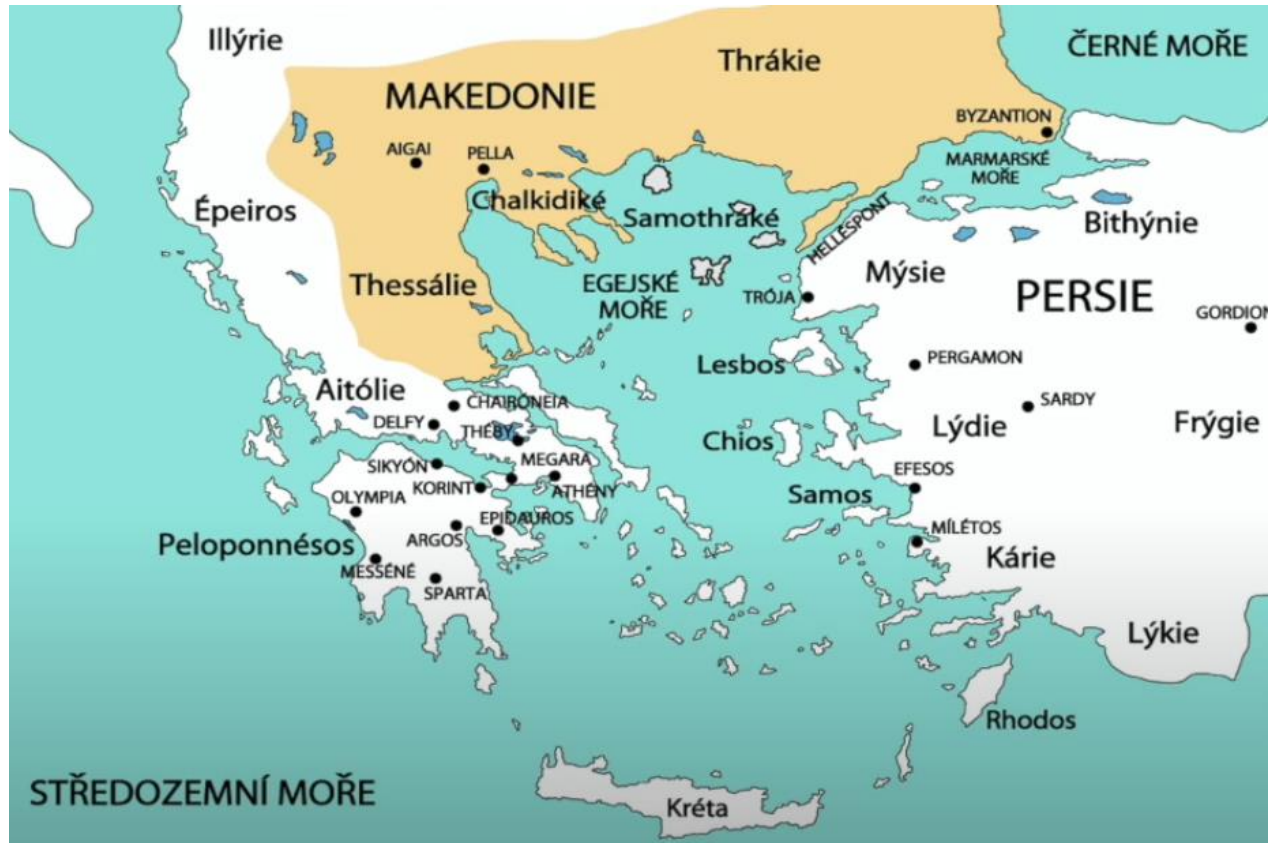 Illýrie
ČERNÉ MOŘE
Thrákie
MAKEDONIE
BYZANTION
AIGAI
PELLA
MARMARSKÉ
MOŘE
Chalkidiké
Épeiros
Samothráké
Bithýnie
HELLÉSPONT
Mýsie
Thessálie
EGEJSKÉ
MOŘE
TRÓJA
PERSIE
GORDION
Lesbos
PERGAMON
Aitólie
CHAIRÓNEIA
SARDY
DELFY
THÉBY
Chios
Lýdie
Frýgie
MEGARA
SIKYÓN
EFESOS
KORINT
ATHÉNY
Samos
OLYMPIA
EPIDAUROS
MÍLÉTOS
ARGOS
Peloponnésos
Kárie
MESSÉNÉ
SPARTA
Lýkie
Rhodos
STŘEDOZEMNÍ MOŘE
Kréta